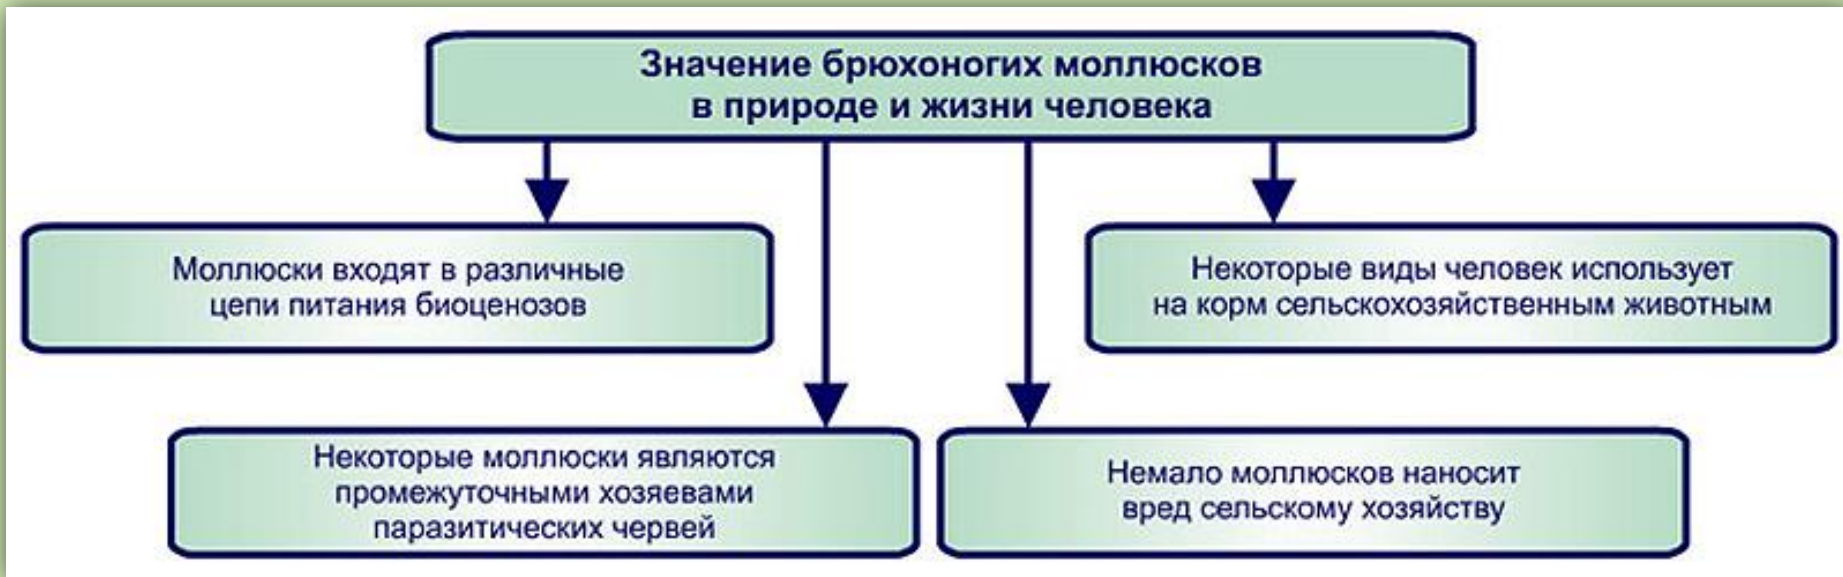 Значение брюхоногих моллюсков
в природе и жизни человека
Моллюски входят в различные
цепи питания биоценозов
Некоторые виды человек использует
на корм сельскохозяйственным животным
Некоторые моллюски являются
промежуточными хозяевами
паразитических червей
Немало моллюсков наносит
вред сельскому хозяйству